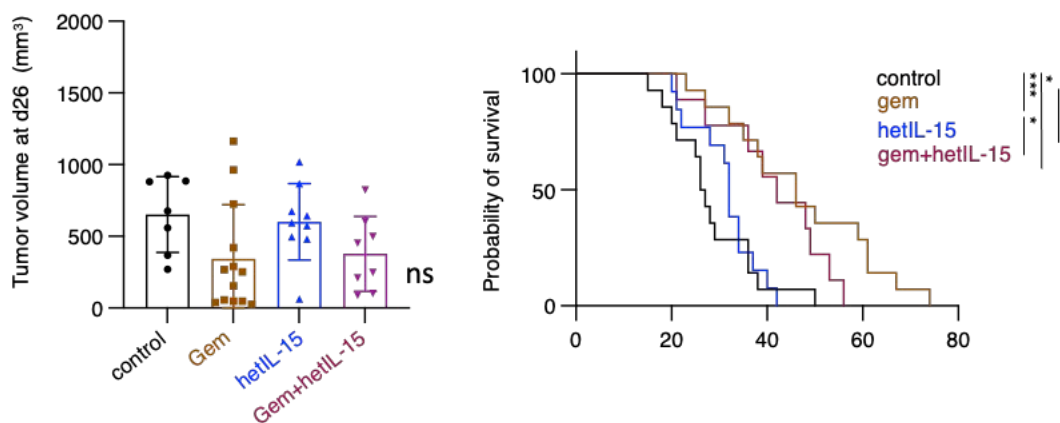 Tumor volume at d26 (mm³)
2000
1500
1000
500
0
control
Gem
hetIL-15
Gem+hetIL-15
ns
Probability of survival
100
50
0
0
20
40
60
80
control
gem
hetIL-15
gem+hetIL-15
***
*
*